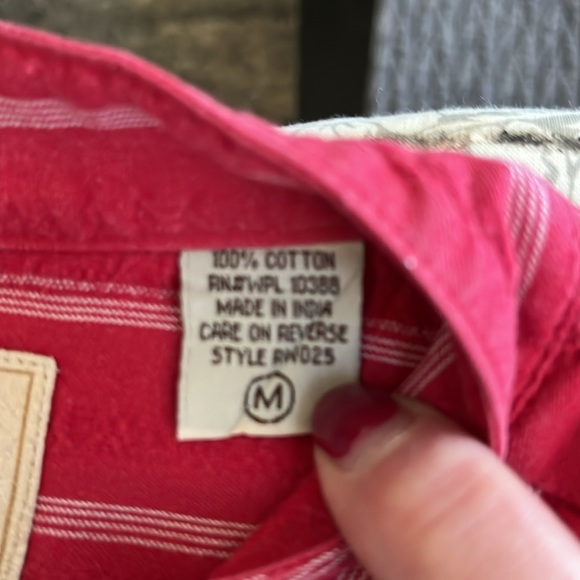 100% COTTON
RN#WPL 10388
MADE IN INDIA
CARE ON REVERSE
STYLE RW025
M